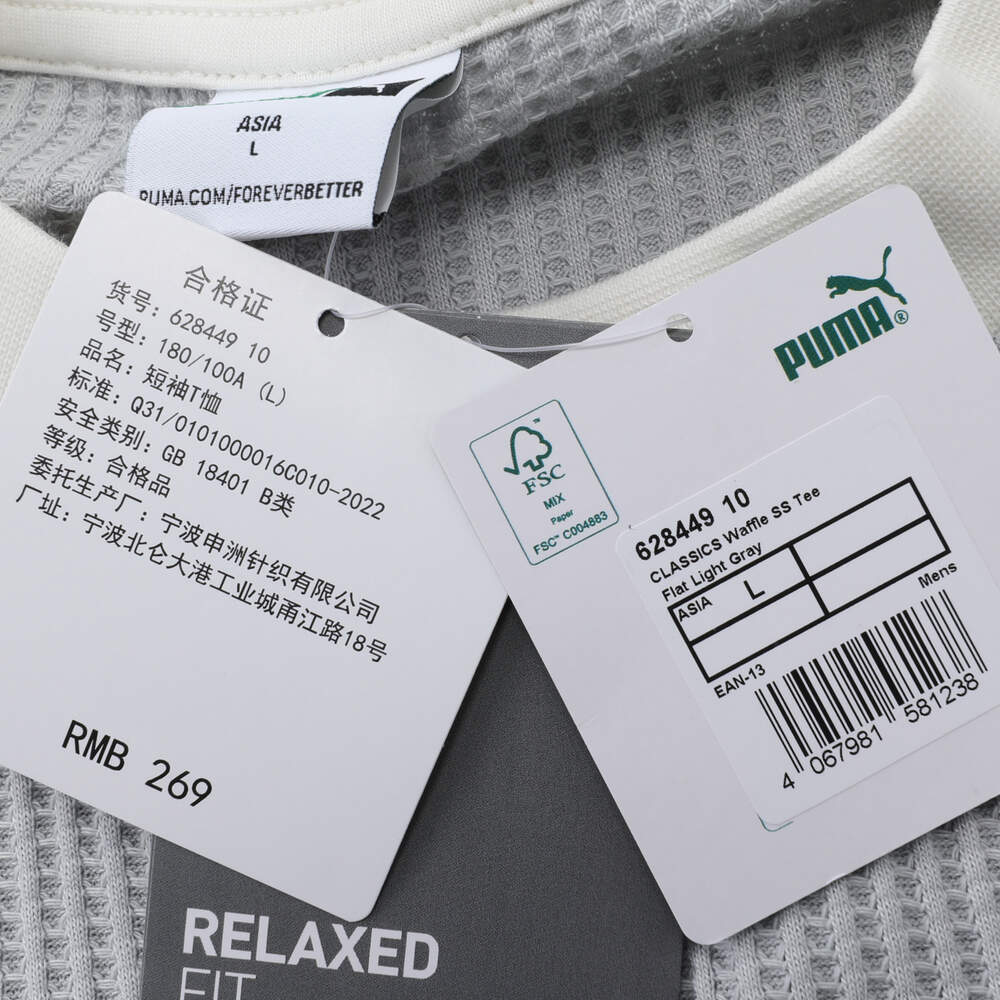 ASIA
L
PUMA.COM/FOREVERBETTER
合格证
货号: 628449 10
号型: 180/100A (L)
品名: 短袖T恤
标准: Q31/0101000016C010-2022
安全类别: GB 18401 B类
等级: 合格品
委托生产厂: 宁波申洲针织有限公司
厂址: 宁波北仑大港工业城甬江路18号
RMB 269
PUMA®
FSC™
MIX
Paper
FSC™ C004883
628449 10
CLASSICS Waffle SS Tee
Flat Light Gray
ASIA L
Mens
EAN-13
4 067981 581238
RELAXED
FIT